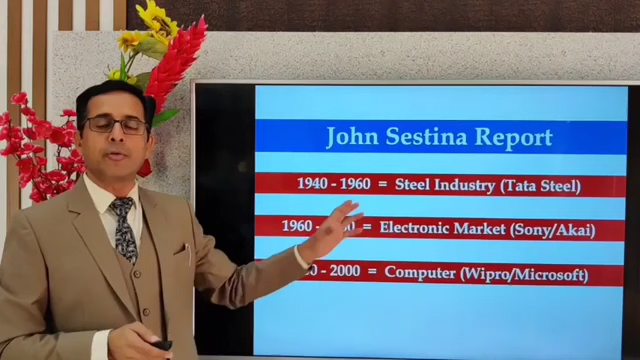 John Sestina Report
1940 - 1960 = Steel Industry (Tata Steel)
1960 - = Electronic Market (Sony/Akai)
- 2000 = Computer (Wipro/Microsoft)